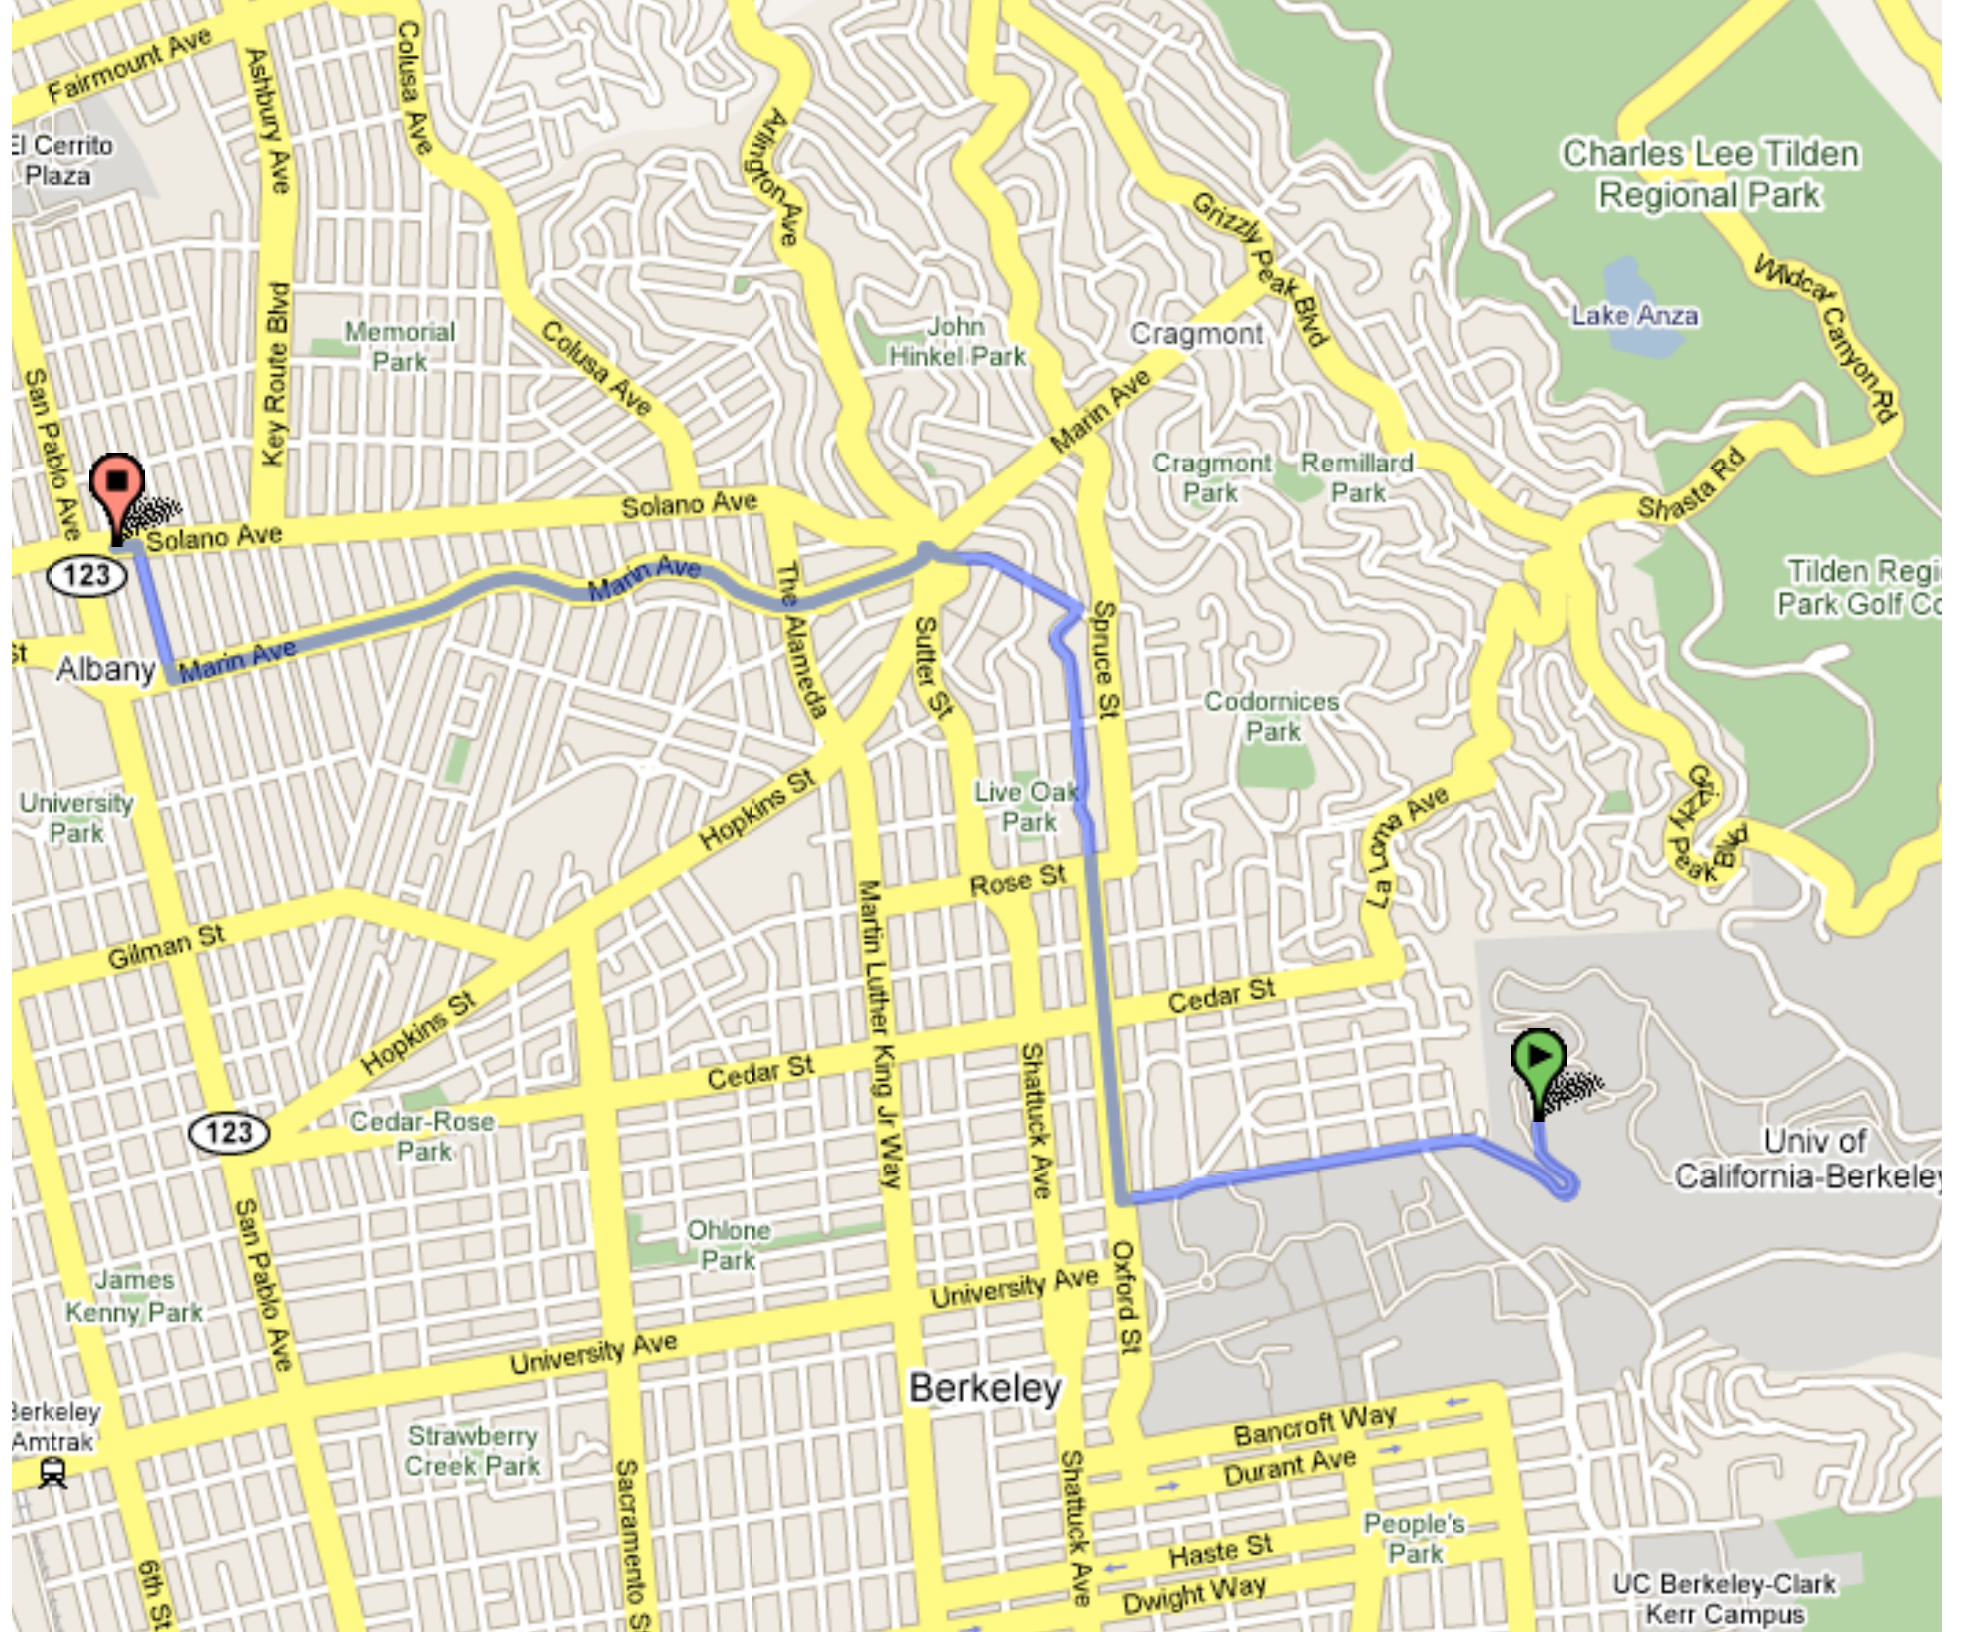 Fairmount Ave
Ashbury Ave
Colusa Ave
El Cerrito
Plaza
Arlington Ave
Grizzly Peak Blvd
Charles Lee Tilden
Regional Park
Wildcat Canyon Rd
Lake Anza
Key Route Blvd
Memorial
Park
Colusa Ave
John
Hinkel Park
Cragmont
Marin Ave
San Pablo Ave
Cragmont
Park
Remillard
Park
Shasta Rd
Solano Ave
Solano Ave
123
Marin Ave
The Alameda
Tilden Regi
Park Golf Co
St
Albany
Marin Ave
Sutter St
Spruce St
Codornices
Park
University
Park
Hopkins St
Live Oak
Park
La Loma Ave
Grizzly Peak Blvd
Rose St
Martin Luther King Jr Way
Gilman St
Hopkins St
Cedar St
Cedar St
Shattuck Ave
123
Cedar-Rose
Park
Univ of
California-Berkeley
San Pablo Ave
Ohlone
Park
James
Kenny Park
University Ave
Oxford St
University Ave
Berkeley
Berkeley
Amtrak
Strawberry
Creek Park
Sacramento S
Bancroft Way
Durant Ave
Shattuck Ave
People's
Park
Haste St
Dwight Way
6th St
UC Berkeley-Clark
Kerr Campus